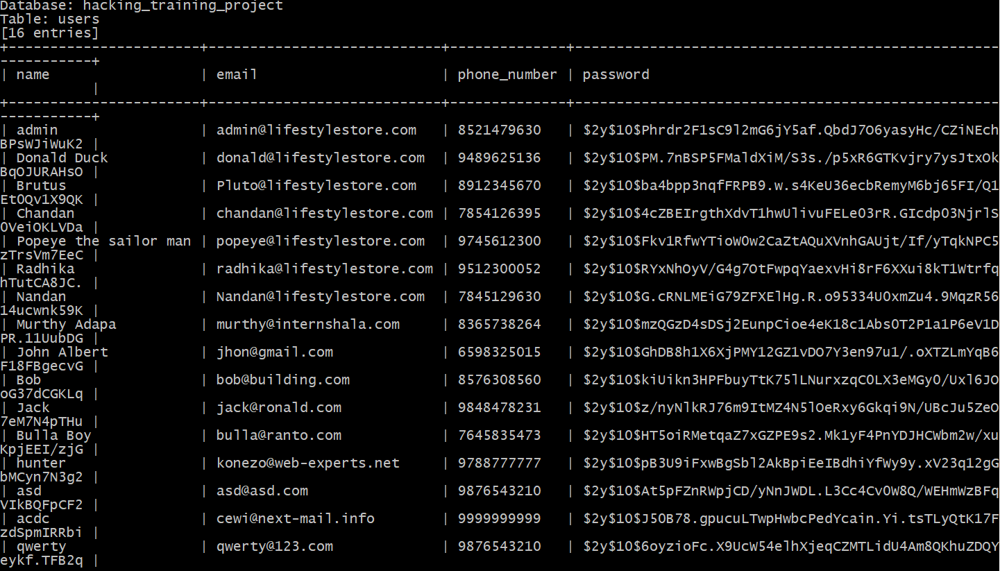 Database: hacking_training_project
Table: users
[16 entries]
+-----------------------+----------------------------+--------------+---------------------------------------------------
-----------+
| name                  | email                      | phone_number | password
           |
+-----------------------+----------------------------+--------------+---------------------------------------------------
-----------+
| admin                 | admin@lifestylestore.com   | 8521479630   | $2y$10$Phrdr2F1sC9l2mG6jY5af.QbdJ7O6yasyHc/CZiNEch
BPsWJiWuK2 |
| Donald Duck           | donald@lifestylestore.com  | 9489625136   | $2y$10$PM.7nBSP5FMaldXiM/S3s./p5xR6GTKvjry7ysJtxOk
BqOJURAHsO |
| Brutus                | Pluto@lifestylestore.com   | 8912345670   | $2y$10$ba4bpp3nqfFRPB9.w.s4KeU36ecbRemyM6bj65FI/Q1
Et0Qv1X9QK |
| Chandan               | chandan@lifestylestore.com | 7854126395   | $2y$10$4cZBEIrgthXdvT1hwUlivuFELe03rR.GIcdp03NjrlS
0VeiOKLVDa |
| Popeye the sailor man | popeye@lifestylestore.com  | 9745612300   | $2y$10$Fkv1RfwYTioW0w2CaZtAQuXVnhGAUjt/If/yTqkNPC5
zTrsVm7EeC |
| Radhika               | radhika@lifestylestore.com | 9512300052   | $2y$10$RYxNhOyV/G4g7OtFwpqYaexvHi8rF6XXui8kT1Wtrfq
hTutCA8JC. |
| Nandan                | Nandan@lifestylestore.com  | 7845129630   | $2y$10$G.cRNLMEiG79ZFXElHg.R.o95334U0xmZu4.9MqzR56
14ucwnk59K |
| Murthy Adapa          | murthy@internshala.com     | 8365738264   | $2y$10$mzQGzD4sDSj2EunpCioe4eK18c1Abs0T2P1a1P6eV1D
PR.11UubDG |
| John Albert           | jhon@gmail.com             | 6598325015   | $2y$10$GhDB8h1X6XjPMY12GZ1vDO7Y3en97u1/.oXTZLmYqB6
F18FBgecvG |
| Bob                   | bob@building.com           | 8576308560   | $2y$10$kiUikn3HPFbuyTtK75lLNurxzqC0LX3eMGy0/Uxl6JO
oG37dCGKLq |
| Jack                  | jack@ronald.com            | 9848478231   | $2y$10$z/nyNlkRJ76m9ItMZ4N5lOeRxy6Gkqi9N/UBcJu5ZeO
7eM7N4pTHu |
| Bulla Boy             | bulla@ranto.com            | 7645835473   | $2y$10$HT5oiRMetqaZ7xGZPE9s2.Mk1yF4PnYDJHCWbm2w/xu
KpjEEI/zjG |
| hunter                | konezo@web-experts.net     | 9788777777   | $2y$10$pB3U9iFxwBgSbl2AkBpiEeIBdhiYfWy9y.xV23q12gG
bMCyn7N3g2 |
| asd                   | asd@asd.com                | 9876543210   | $2y$10$At5pFZnRWpjCD/yNnJWDL.L3Cc4Cv0W8Q/WEHmWzBFq
VIkBQFpCF2 |
| acdc                  | cewi@next-mail.info        | 9999999999   | $2y$10$J50B78.gpucuLTwpHwbcPedYcain.Yi.tsTLyQtK17F
zdSpmIRRbi |
| qwerty                | qwerty@123.com             | 9876543210   | $2y$10$6oyzioFc.X9UcW54elhXjeqCZMTLidU4Am8QKhuZDQY
eykf.TFB2q |